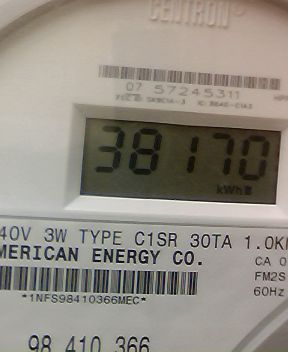 CENTRON®
07 57245311
38170
kWh
40V 3W TYPE C1SR 30TA 1.0K
MERICAN ENERGY CO.
CA 0
FM2S
60Hz
*1NFS98410366MEC*
98 410 366